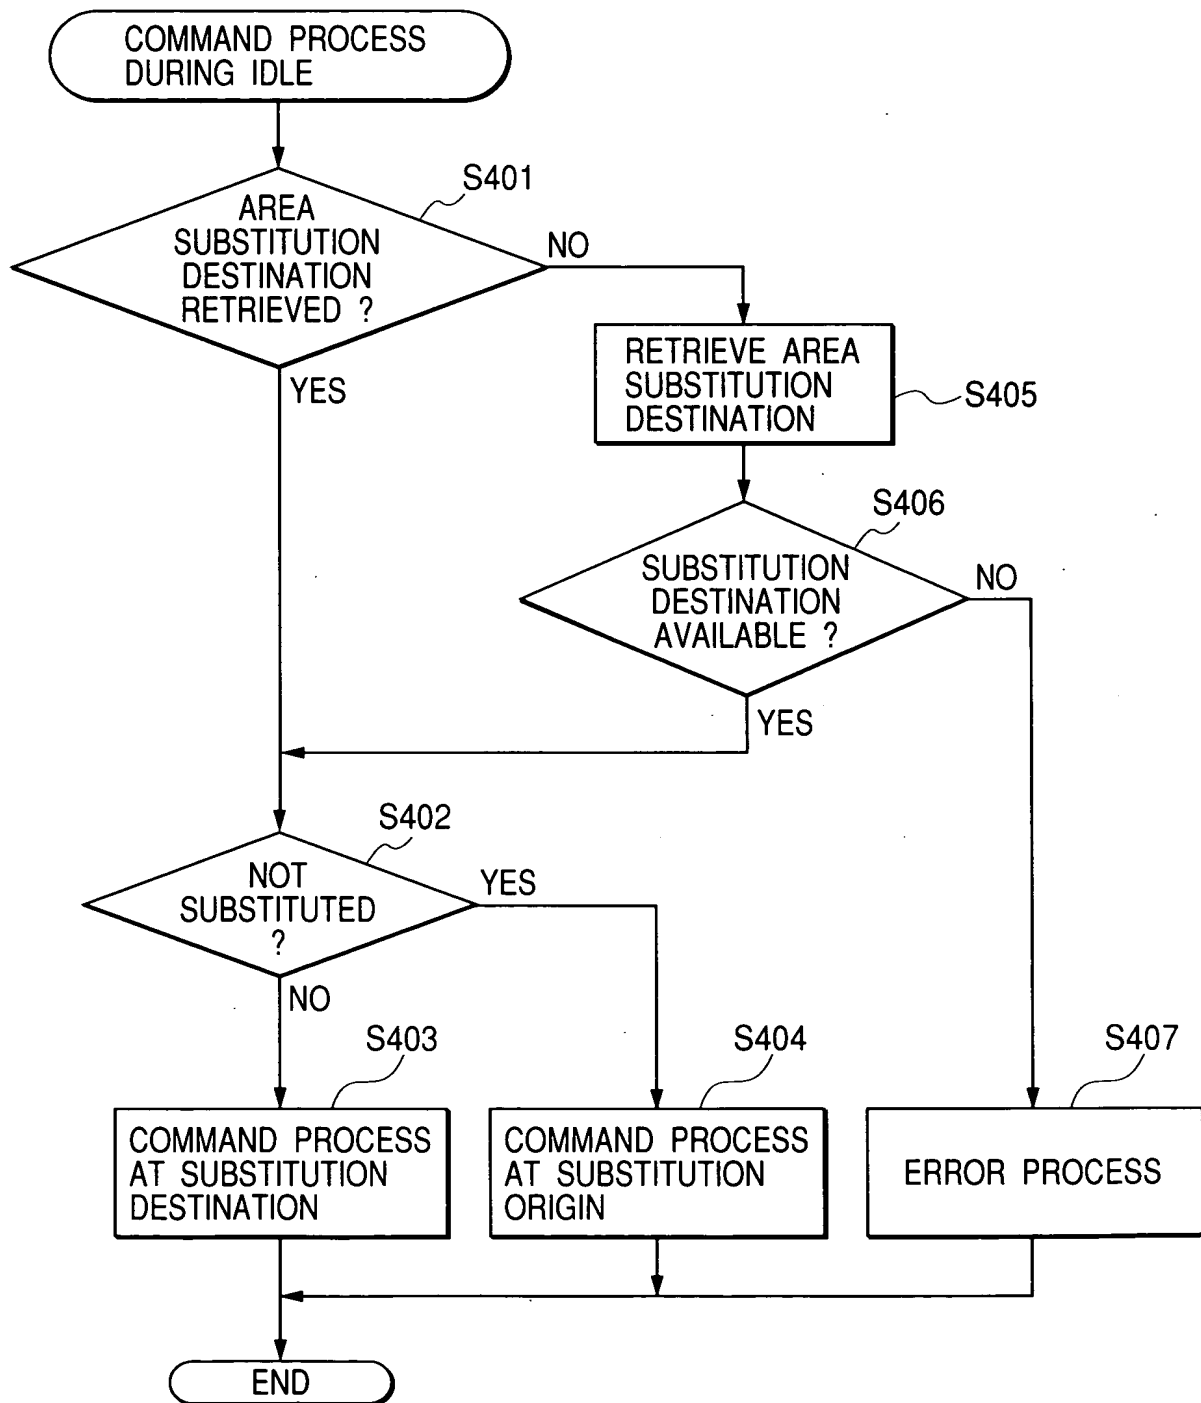 COMMAND PROCESS
DURING IDLE
S401
AREA
SUBSTITUTION
DESTINATION
RETRIEVED ?
NO
YES
RETRIEVE AREA
SUBSTITUTION
DESTINATION
S405
S406
SUBSTITUTION
DESTINATION
AVAILABLE ?
NO
YES
S402
NOT
SUBSTITUTED
?
YES
NO
S403
COMMAND PROCESS
AT SUBSTITUTION
DESTINATION
S404
COMMAND PROCESS
AT SUBSTITUTION
ORIGIN
S407
ERROR PROCESS
END